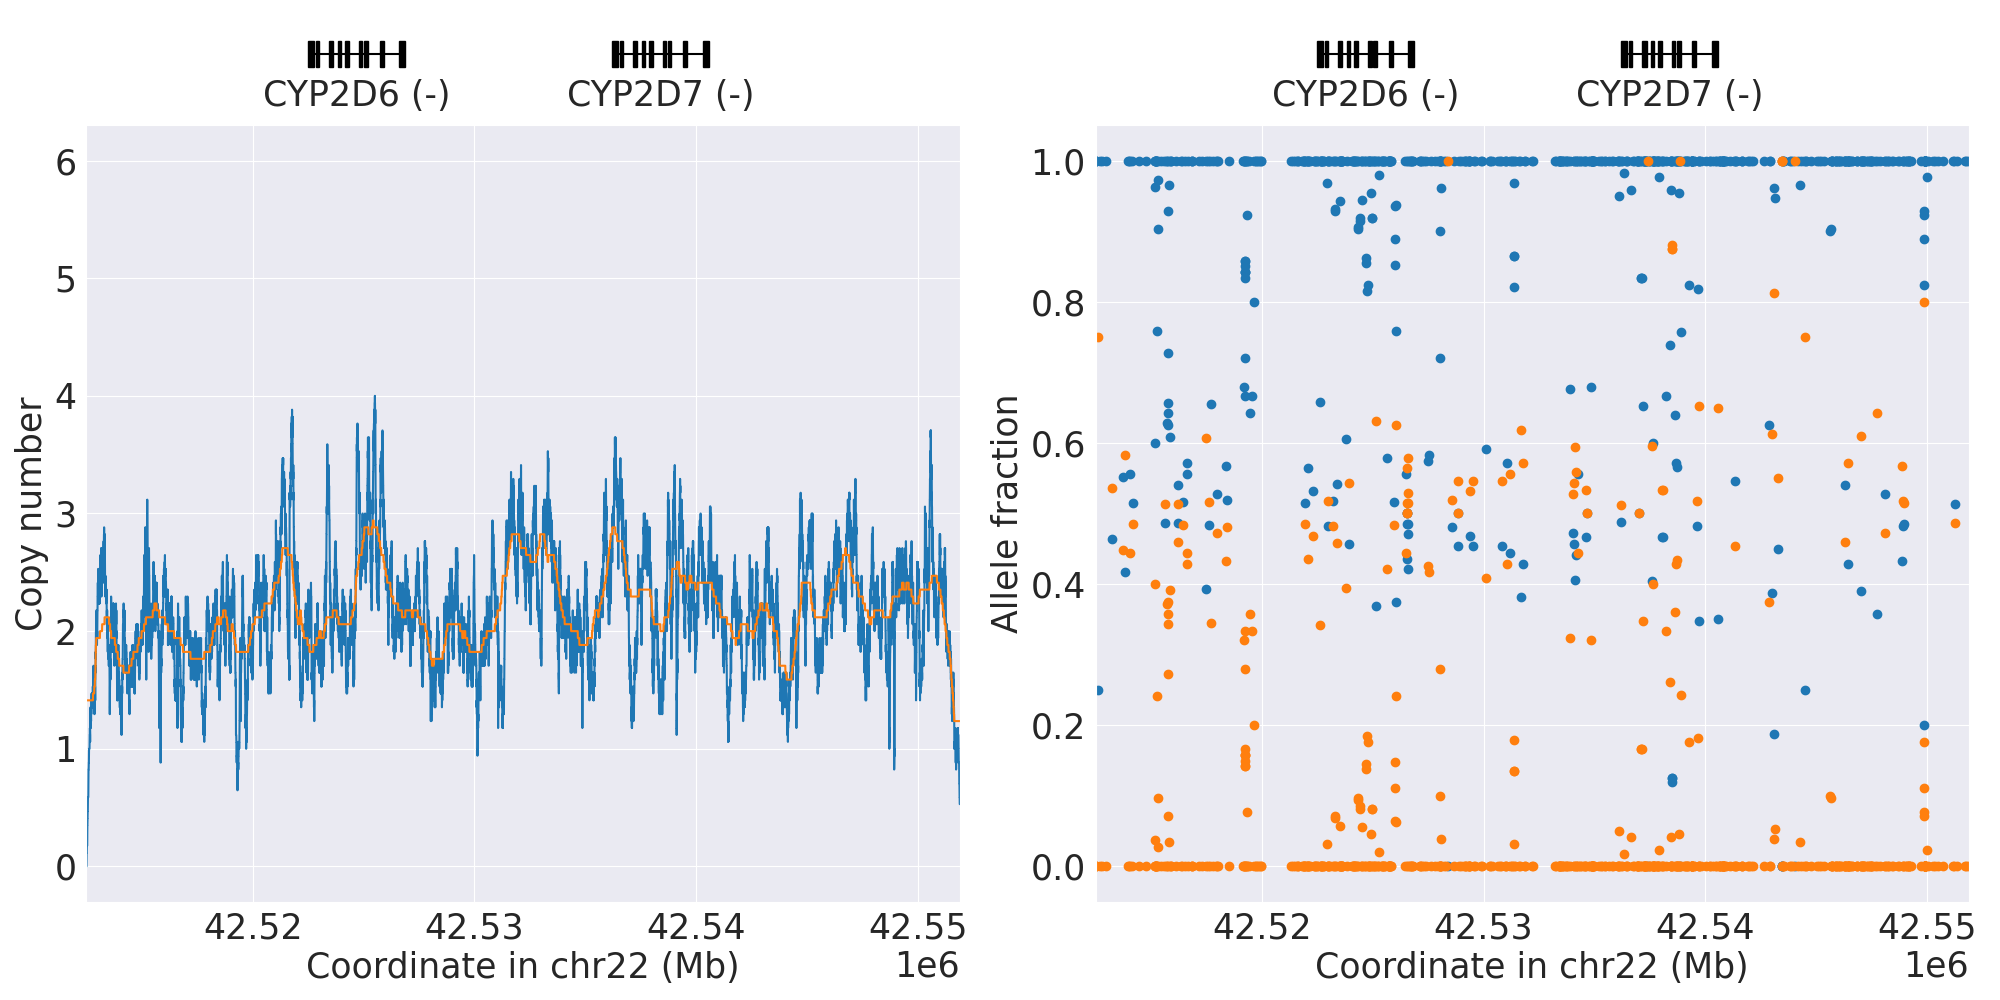 CYP2D6 (-) CYP2D7 (-)
6
5
4
3
2
1
0
Copy number
42.52 42.53 42.54 42.55
Coordinate in chr22 (Mb)
1e6
CYP2D6 (-) CYP2D7 (-)
1.0
0.8
0.6
0.4
0.2
0.0
Allele fraction
42.52 42.53 42.54 42.55
Coordinate in chr22 (Mb)
1e6